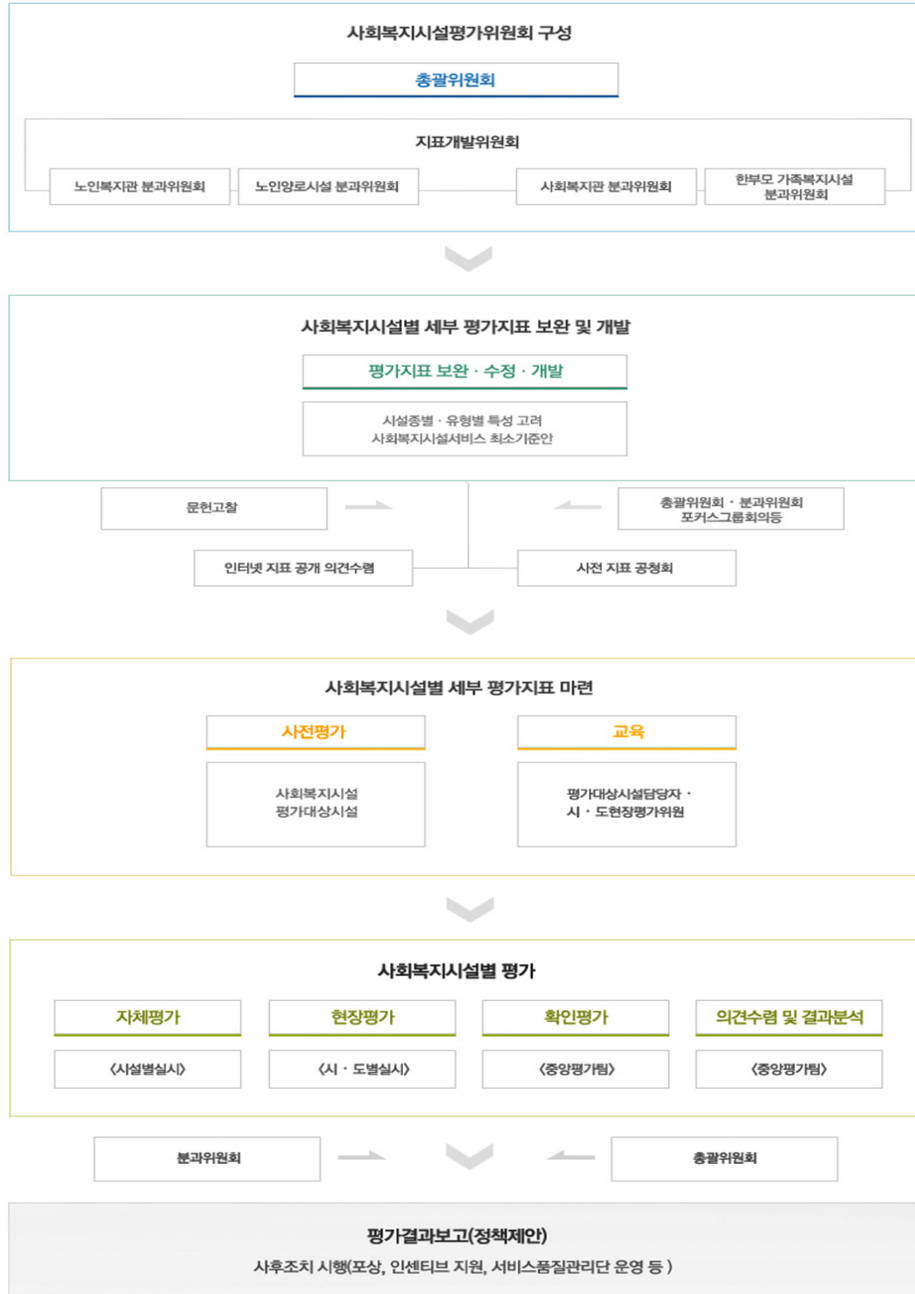 사회복지시설평가위원회 구성
총괄위원회
지표개발위원회
노인복지관 분과위원회
노인양로시설 분과위원회
사회복지관 분과위원회
한부모 가족복지시설
분과위원회
사회복지시설별 세부 평가지표 보완 및 개발
평가지표 보완 · 수정 · 개발
시설종별 · 유형별 특성 고려
사회복지시설서비스 최소기준안
문헌고찰
총괄위원회 · 분과위원회
포커스그룹회의등
인터넷 지표 공개 의견수렴
사전 지표 공청회
사회복지시설별 세부 평가지표 마련
사전평가
교육
사회복지시설
평가대상시설
평가대상시설담당자 ·
시 · 도현장평가위원
사회복지시설별 평가
자체평가
현장평가
확인평가
의견수렴 및 결과분석
〈시설별실시〉
〈시 · 도별실시〉
〈중앙평가팀〉
〈중앙평가팀〉
분과위원회
총괄위원회
평가결과보고(정책제안)
사후조치 시행(포상, 인센티브 지원, 서비스품질관리단 운영 등 )